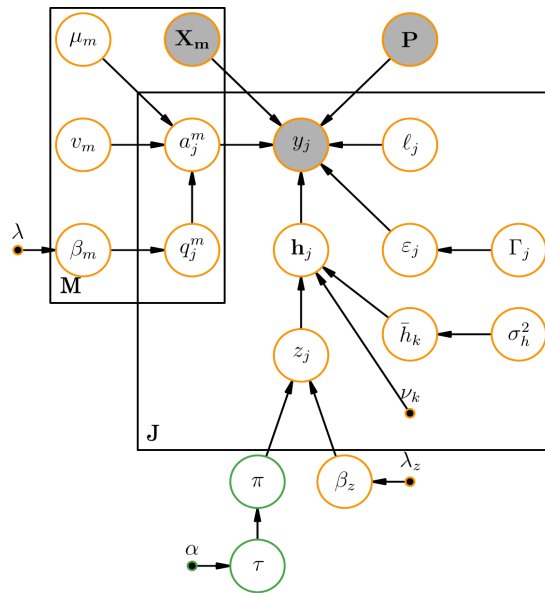 μ_m X_m P
v_m a_j^m y_j ℓ_j
λ β_m q_j^m h_j ε_j Γ_j
M
z_j h̄_k σ_h^2
ν_k
J
π β_z λ_z
α τ